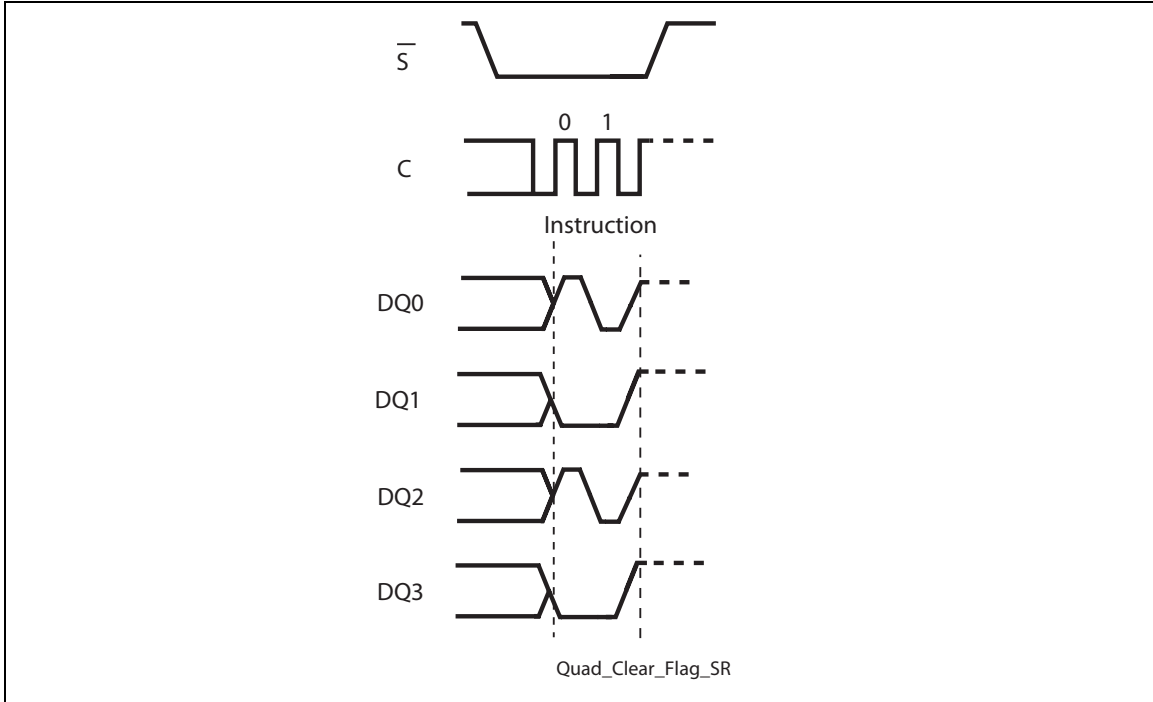 S
0 1
C
Instruction
DQ0
DQ1
DQ2
DQ3
Quad_Clear_Flag_SR